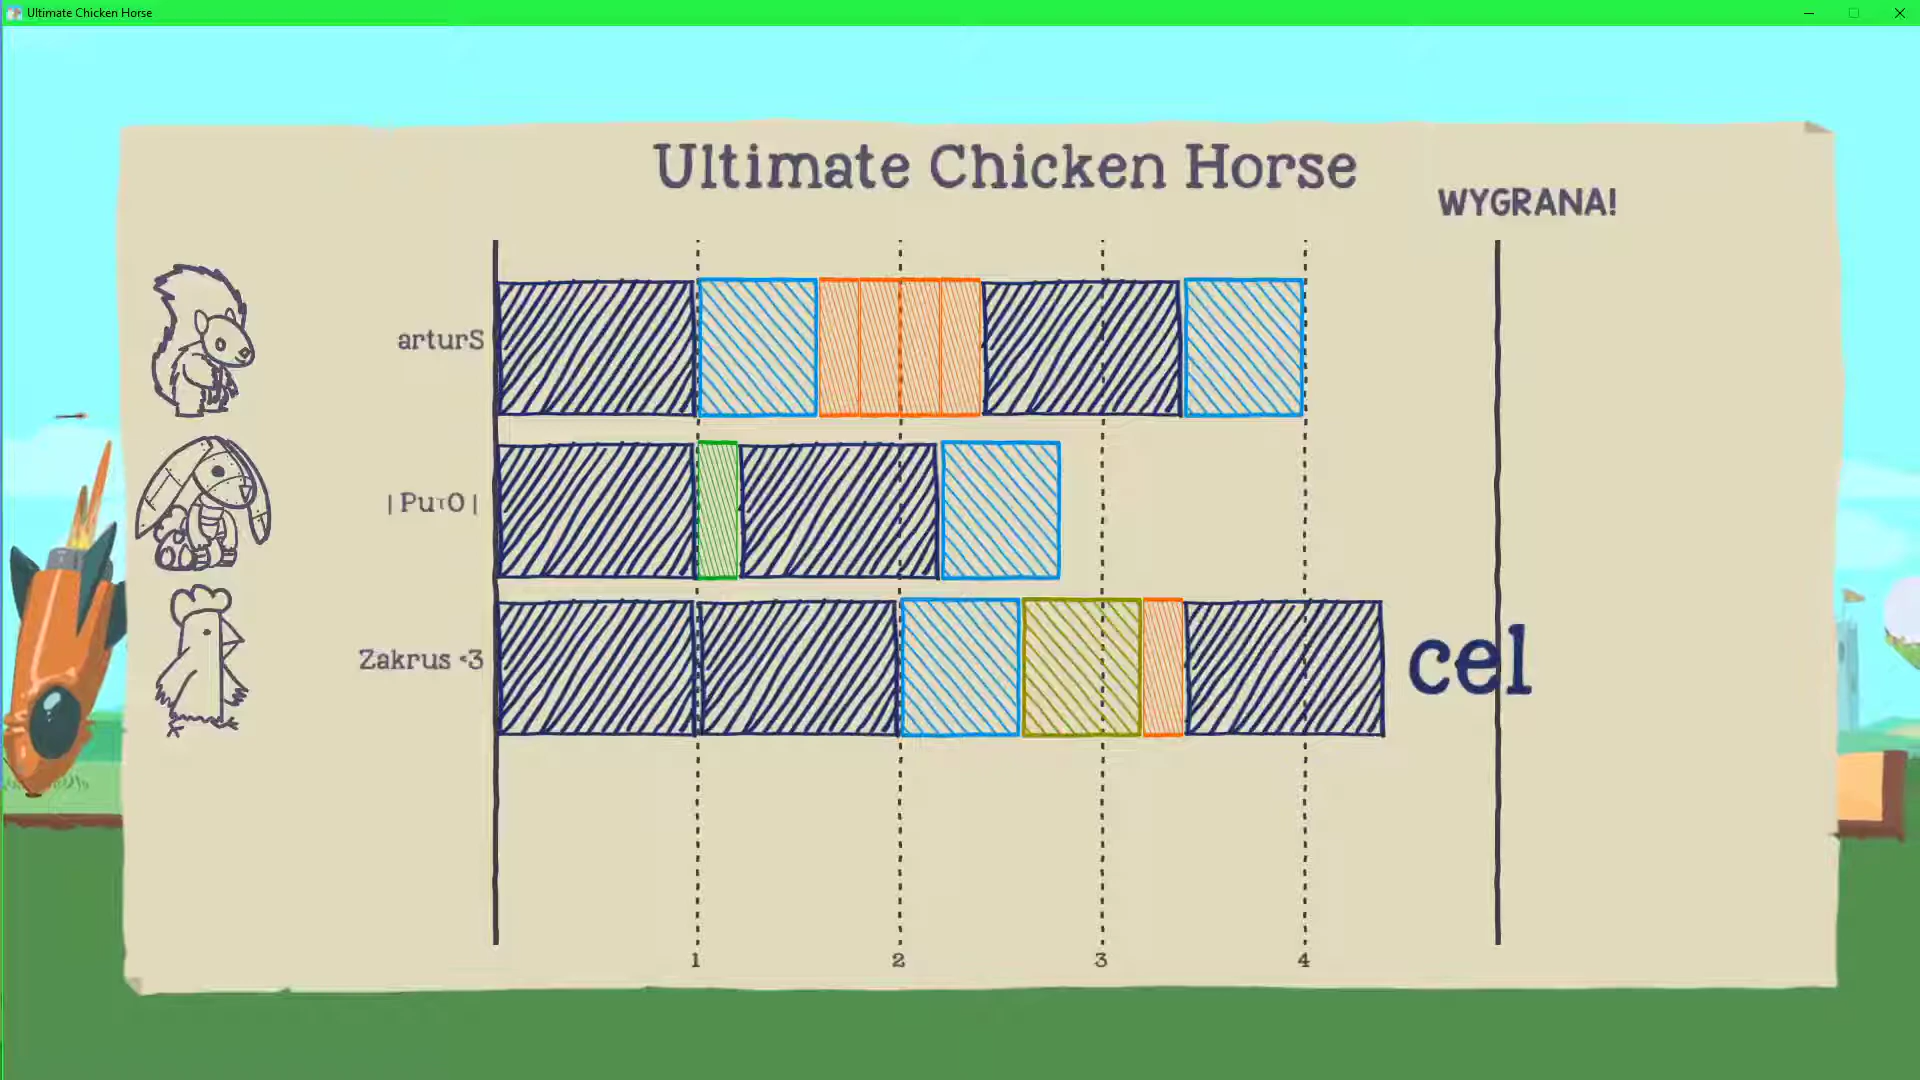 Ultimate Chicken Horse
Ultimate Chicken Horse
WYGRANA!
arturS
| PuтO |
Zakrus <3
cel
1 2 3 4